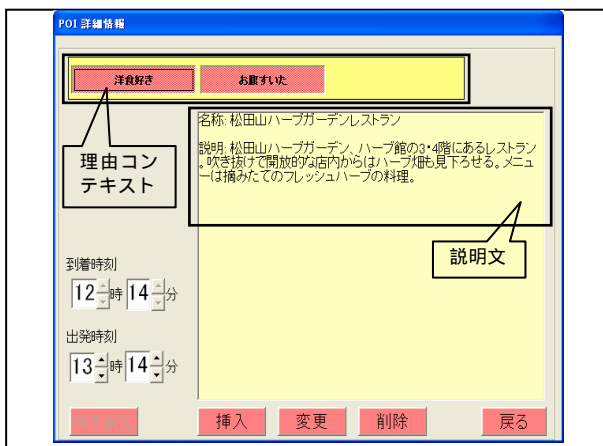 POI 詳細情報
洋食好き
お腹すいた
名称: 松田山ハーブガーデンレストラン
説明: 松田山ハーブガーデン、ハーブ館の3・4階にあるレストラン
。吹き抜けで開放的な店内からはハーブ畑も見下ろせる。メニュ
ーは摘みたてのフレッシュハーブの料理。
理由コン
テキスト
説明文
到着時刻
12 時 14 分
出発時刻
13 時 14 分
挿入
変更
削除
戻る